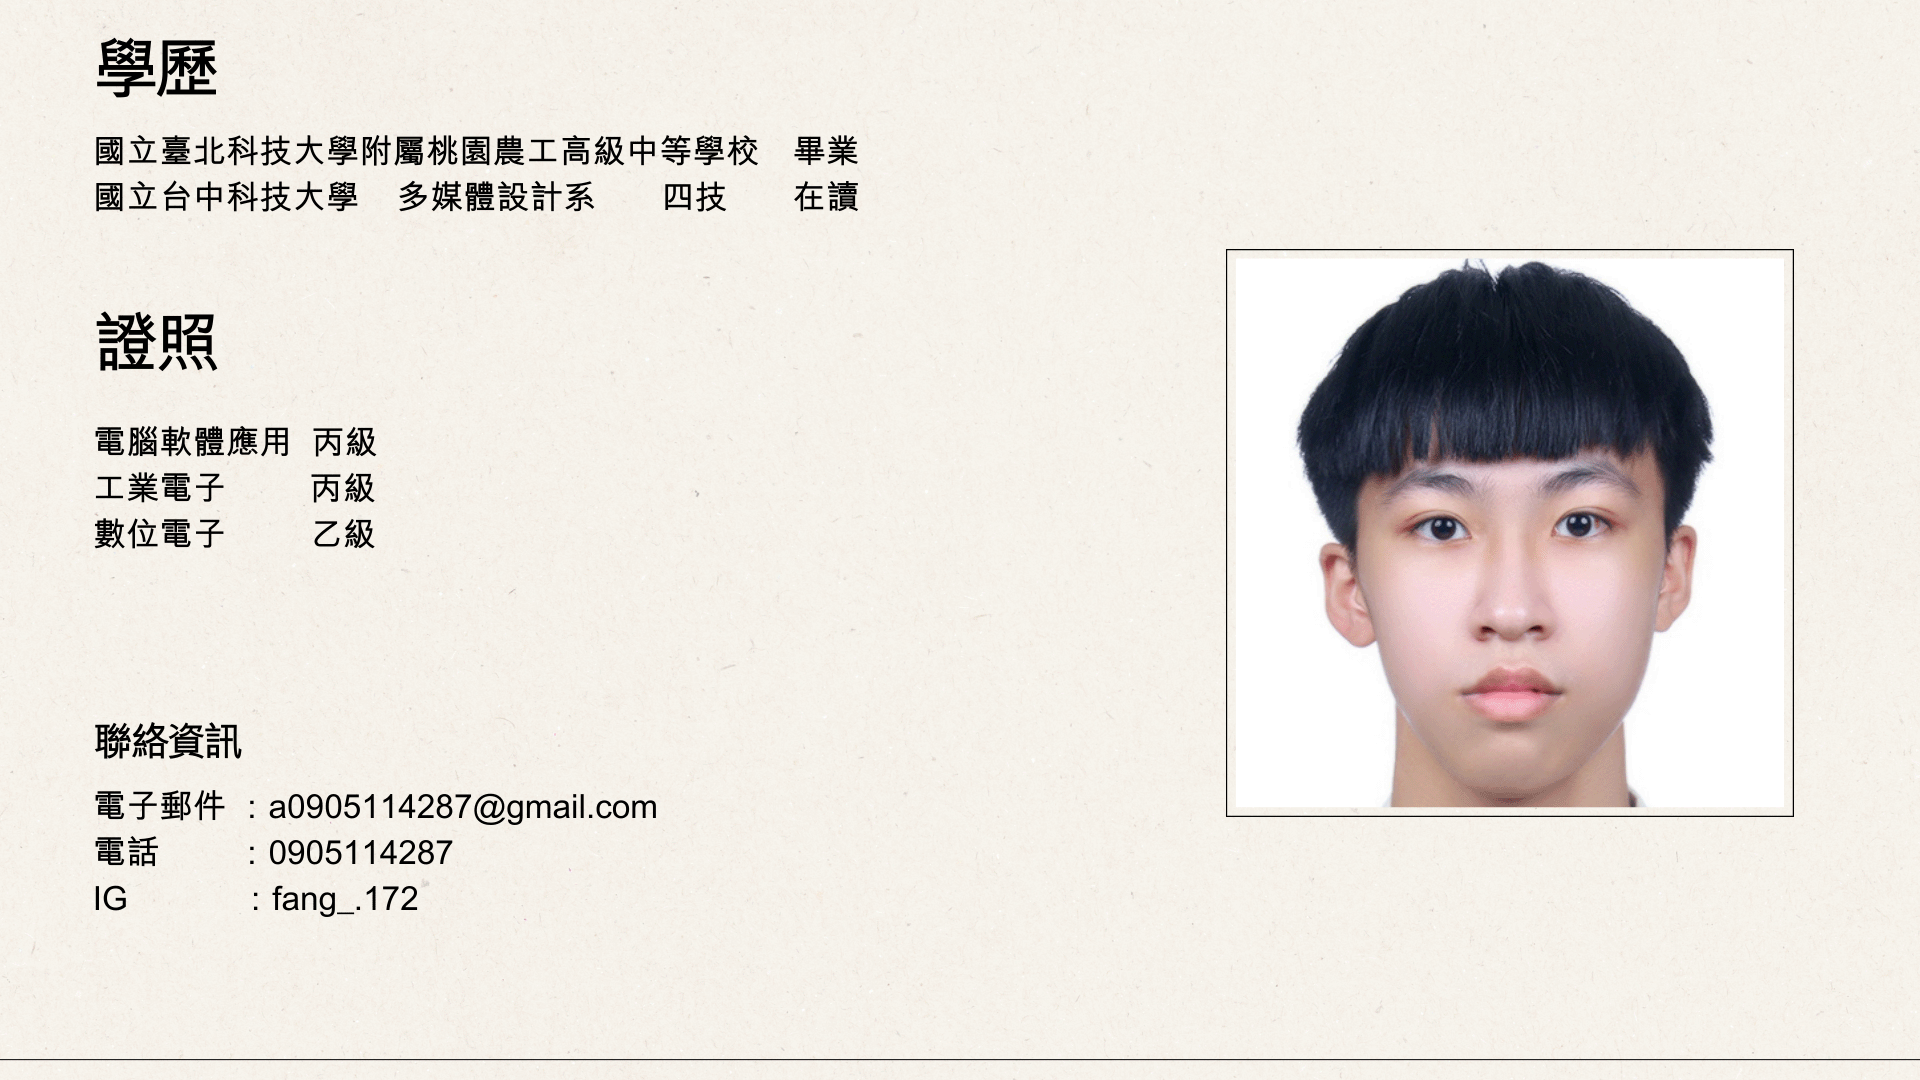 學歷
國立臺北科技大學附屬桃園農工高級中等學校 畢業
國立台中科技大學 多媒體設計系 四技 在讀
證照
電腦軟體應用 丙級
工業電子 丙級
數位電子 乙級
聯絡資訊
電子郵件 : a0905114287@gmail.com
電話 : 0905114287
IG : fang_.172